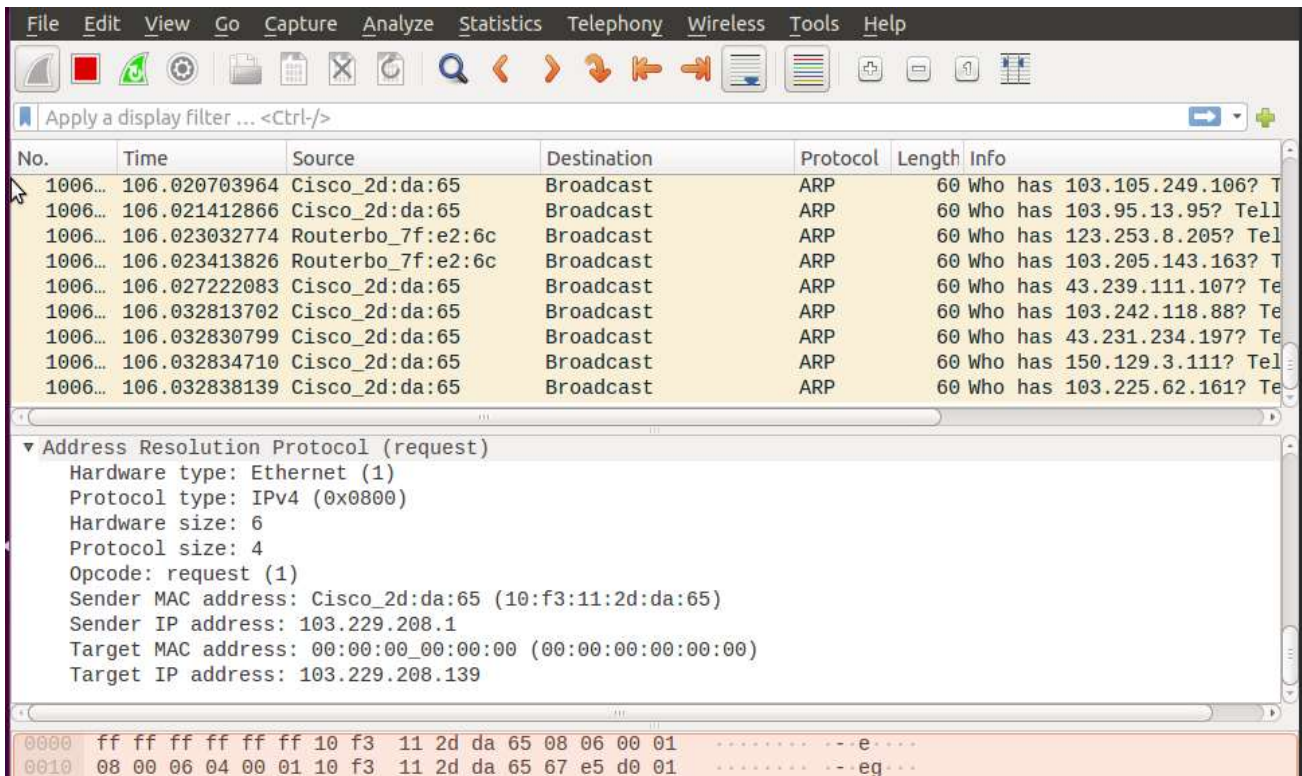 File Edit View Go Capture Analyze Statistics Telephony Wireless Tools Help
Apply a display filter … <Ctrl-/>
No. Time Source Destination Protocol Length Info
1006… 106.020703964 Cisco_2d:da:65 Broadcast ARP 60 Who has 103.105.249.106? T
1006… 106.021412866 Cisco_2d:da:65 Broadcast ARP 60 Who has 103.95.13.95? Tell
1006… 106.023032774 Routerbo_7f:e2:6c Broadcast ARP 60 Who has 123.253.8.205? Tel
1006… 106.023413826 Routerbo_7f:e2:6c Broadcast ARP 60 Who has 103.205.143.163? T
1006… 106.027222083 Cisco_2d:da:65 Broadcast ARP 60 Who has 43.239.111.107? Te
1006… 106.032813702 Cisco_2d:da:65 Broadcast ARP 60 Who has 103.242.118.88? Te
1006… 106.032830799 Cisco_2d:da:65 Broadcast ARP 60 Who has 43.231.234.197? Te
1006… 106.032834710 Cisco_2d:da:65 Broadcast ARP 60 Who has 150.129.3.111? Tel
1006… 106.032838139 Cisco_2d:da:65 Broadcast ARP 60 Who has 103.225.62.161? Te
Address Resolution Protocol (request)
Hardware type: Ethernet (1)
Protocol type: IPv4 (0x0800)
Hardware size: 6
Protocol size: 4
Opcode: request (1)
Sender MAC address: Cisco_2d:da:65 (10:f3:11:2d:da:65)
Sender IP address: 103.229.208.1
Target MAC address: 00:00:00_00:00:00 (00:00:00:00:00:00)
Target IP address: 103.229.208.139
0000 ff ff ff ff ff ff 10 f3 11 2d da 65 08 06 00 01 ········ ·-·e····
0010 08 00 06 04 00 01 10 f3 11 2d da 65 67 e5 d0 01 ········ ·-·eg···